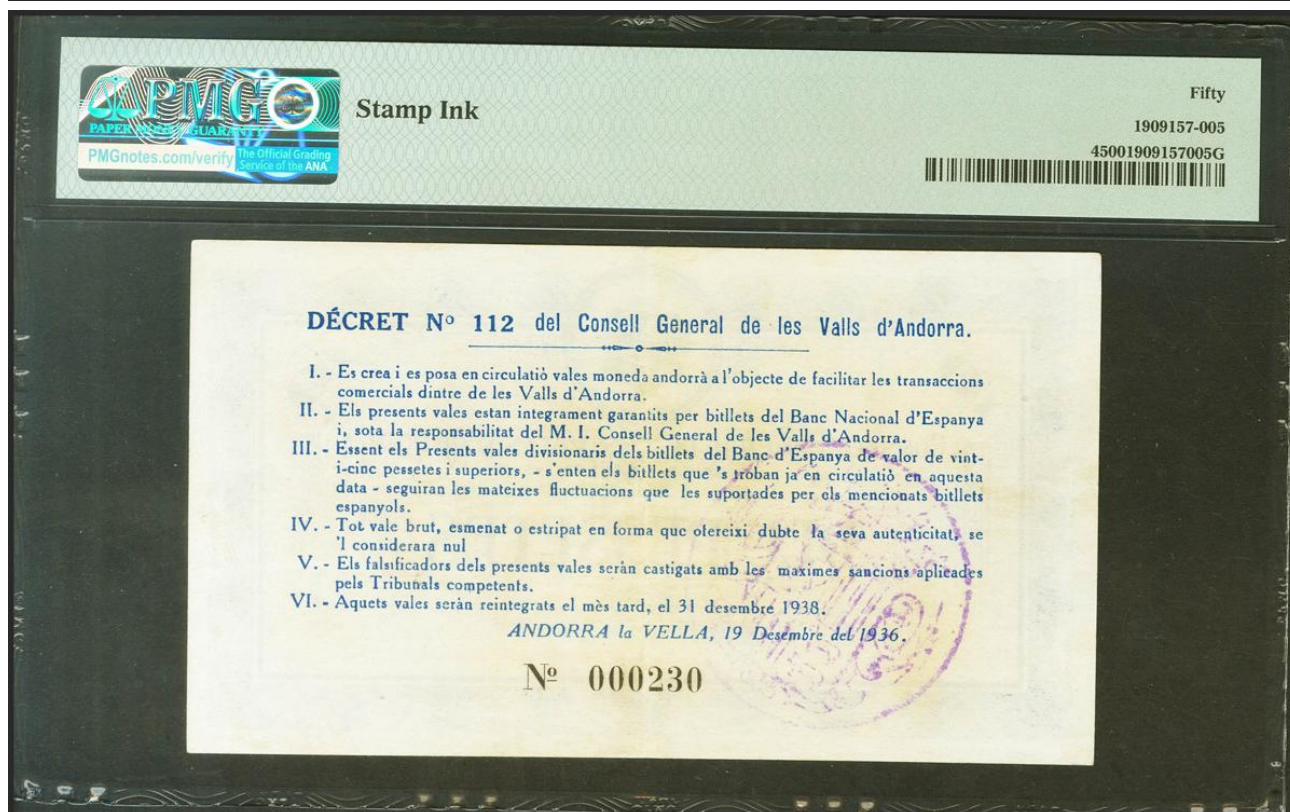 PMG
PAPER MONEY GUARANTY
PMGnotes.com/verify
The Official Grading
Service of the ANA
Stamp Ink
Fifty
1909157-005
45001909157005G
DÉCRET Nº 112 del Consell General de les Valls d'Andorra.
I. - Es crea i es posa en circulatiò vales moneda andorrà a l'objecte de facilitar les transaccions
comercials dintre de les Valls d'Andorra.
II. - Els presents vales estan integrament garantits per bitllets del Banc Nacional d'Espanya
i, sota la responsabilitat del M. I. Consell General de les Valls d'Andorra.
III. - Essent els Presents vales divisionaris dels bitllets del Banc d'Espanya de valor de vint-
i-cinc pessetes i superiors, - s'enten els bitllets que 's troban ja en circulatiò en aquesta
data - seguiran les mateixes fluctuacions que les suportades per els mencionats bitllets
espanyols.
IV. - Tot vale brut, esmenat o estripat en forma que ofereixi dubte la seva autenticitat, se
'l considerara nul
V. - Els falsificadors dels presents vales seràn castigats amb les maximes sancions aplicades
pels Tribunals competents.
VI. - Aquets vales seràn reintegrats el mès tard, el 31 desembre 1938.
ANDORRA la VELLA, 19 Desembre del 1936.
Nº 000230